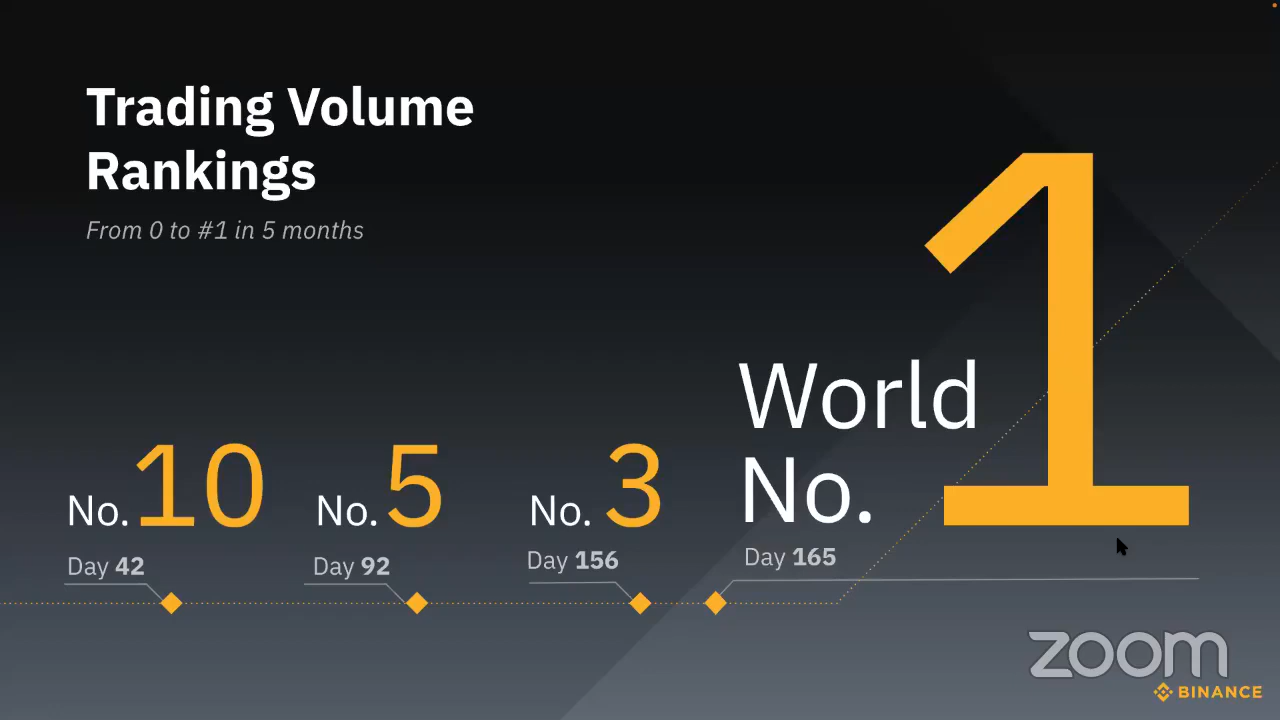 Trading Volume
Rankings
From 0 to #1 in 5 months
No. 10
Day 42
No. 5
Day 92
No. 3
Day 156
World
No. 1
Day 165
zoom
BINANCE